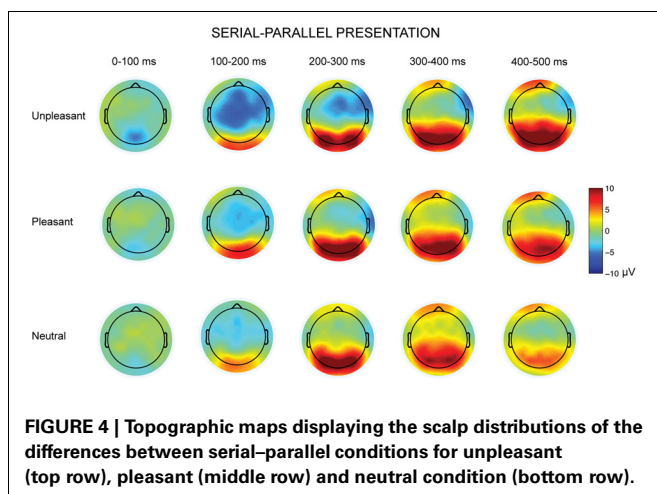 SERIAL-PARALLEL PRESENTATION
0-100 ms 100-200 ms 200-300 ms 300-400 ms 400-500 ms
Unpleasant
Pleasant
10
5
0
-5
-10 µV
Neutral
FIGURE 4 | Topographic maps displaying the scalp distributions of the
differences between serial–parallel conditions for unpleasant
(top row), pleasant (middle row) and neutral condition (bottom row).